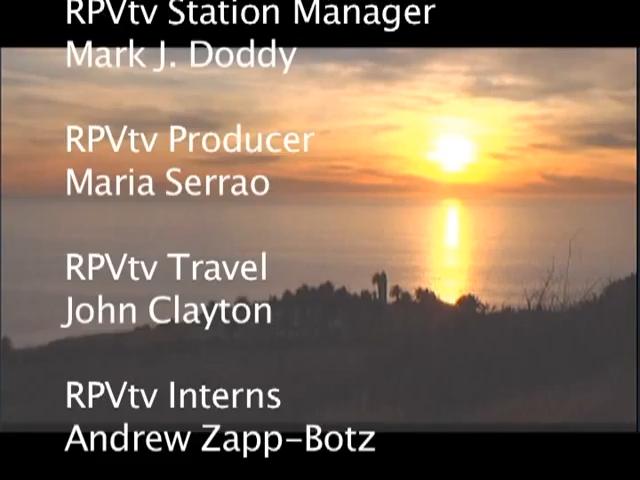 RPVtv Station Manager
Mark J. Doddy
RPVtv Producer
Maria Serrao
RPVtv Travel
John Clayton
RPVtv Interns
Andrew Zapp-Botz